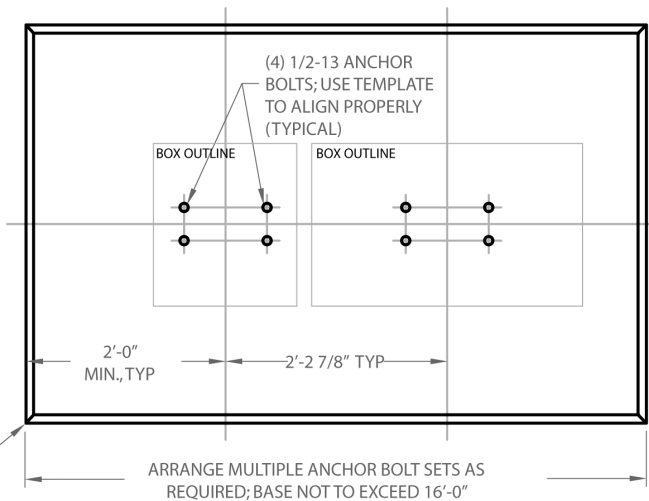 (4) 1/2-13 ANCHOR
BOLTS; USE TEMPLATE
TO ALIGN PROPERLY
(TYPICAL)
BOX OUTLINE
BOX OUTLINE
2’-0”
MIN., TYP
2’-2 7/8” TYP
ARRANGE MULTIPLE ANCHOR BOLT SETS AS
REQUIRED; BASE NOT TO EXCEED 16’-0”